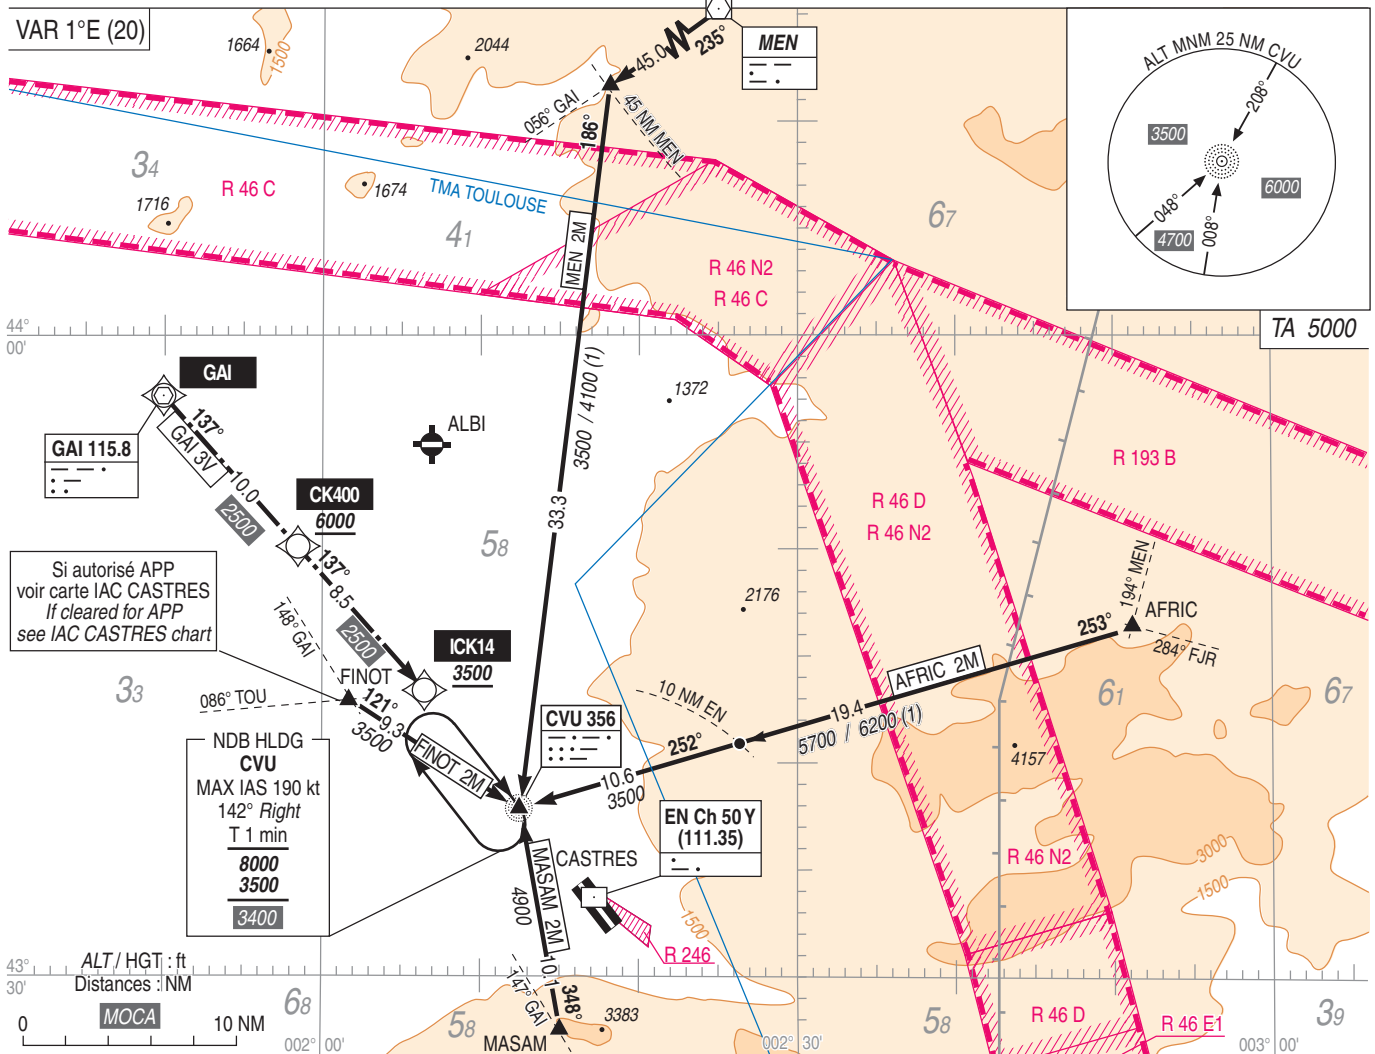 VAR 1°E (20)
1664
1500
2044
45.0
235°
MEN
ALT MNM 25 NM CVU
208°
3500
6000
048°
4700
008°
TA 5000
056° GAI
186°
45 NM MEN
34
R 46 C
1716
1674
TMA TOULOUSE
41
MEN 2M
67
R 46 N2
R 46 C
44°
00'
GAI
GAI 115.8
137°
GAI 3V
10.0
2500
ALBI
1372
3500 / 4100 (1)
33.3
CK400
6000
137°
8.5
2500
58
R 193 B
R 46 D
R 46 N2
Si autorisé APP
voir carte IAC CASTRES
If cleared for APP
see IAC CASTRES chart
148° GAI
ICK14
3500
2176
194° MEN
AFRIC
253°
284° FJR
AFRIC 2M
19.4
5700 / 6200 (1)
61
67
33
086° TOU
FINOT
121°
9.3
3500
FINOT 2M
10 NM EN
252°
10.6
3500
CVU 356
4157
NDB HLDG
CVU
MAX IAS 190 kt
142° Right
T 1 min
8000
3500
3400
EN Ch 50 Y
(111.35)
CASTRES
MASAM 2M
4900
10.1
348°
147° GAI
MASAM
R 246
1500
R 46 N2
3000
1500
43°
30'
ALT / HGT : ft
Distances : NM
MOCA
0
10 NM
68
58
3383
58
R 46 D
R 46 E1
39
002° 00'
002° 30'
003° 00'